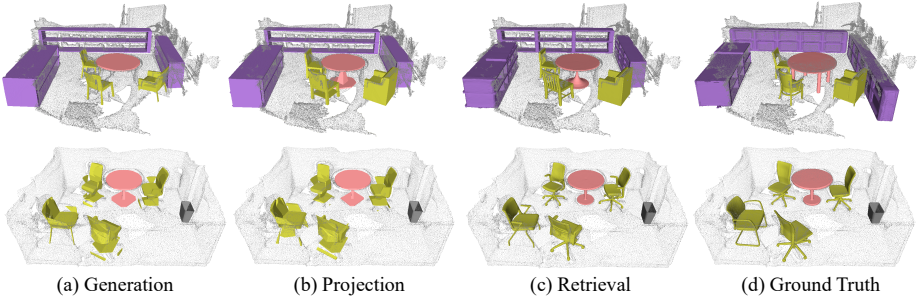 (a) Generation
(b) Projection
(c) Retrieval
(d) Ground Truth